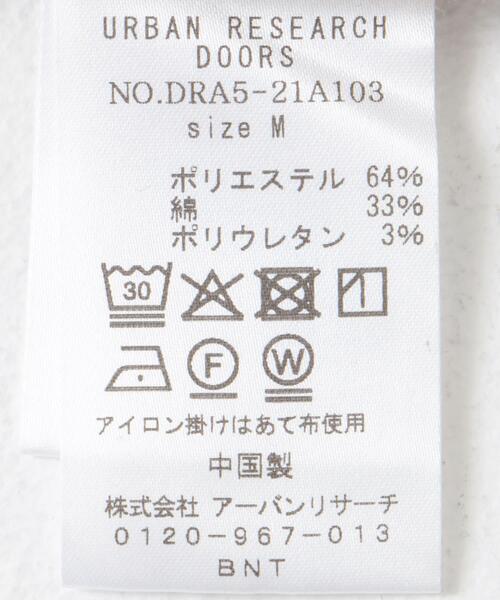 URBAN RESEARCH
DOORS
NO.DRA5-21A103
size M
ポリエステル 64%
綿 33%
ポリウレタン 3%
30
F W
アイロン掛けはあて布使用
中国製
株式会社 アーバンリサーチ
0120-967-013
BNT